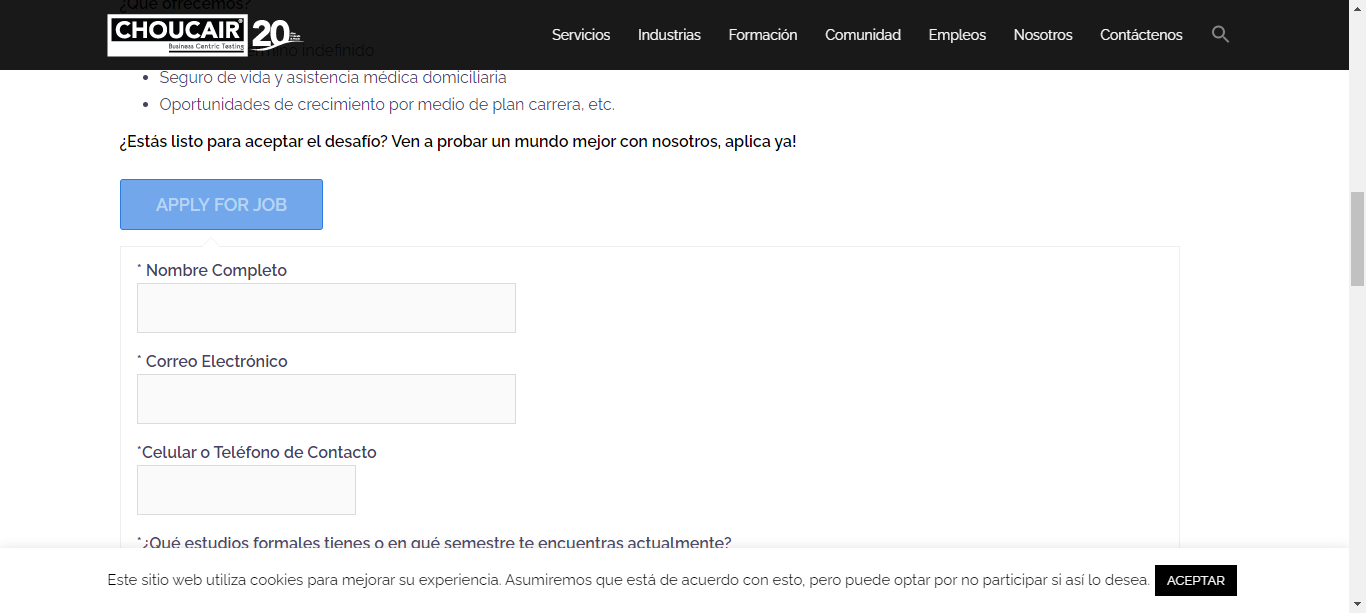 ¿Qué ofrecemos?
CHOUCAIR
Business Centric Testing
20
Servicios
Industrias
Formación
Comunidad
Empleos
Nosotros
Contáctenos
indefinido
Seguro de vida y asistencia médica domiciliaria
Oportunidades de crecimiento por medio de plan carrera, etc.
¿Estás listo para aceptar el desafío? Ven a probar un mundo mejor con nosotros, aplica ya!
APPLY FOR JOB
* Nombre Completo
* Correo Electrónico
*Celular o Teléfono de Contacto
*¿Qué estudios formales tienes o en qué semestre te encuentras actualmente?
Este sitio web utiliza cookies para mejorar su experiencia. Asumiremos que está de acuerdo con esto, pero puede optar por no participar si así lo desea.
ACEPTAR